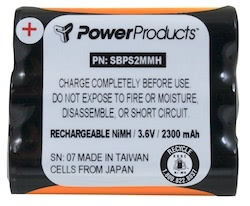 PowerProducts
PN: SBPS2MMH
CHARGE COMPLETELY BEFORE USE
DO NOT EXPOSE TO FIRE OR MOISTURE,
DISASSEMBLE, OR SHORT CIRCUIT.
RECHARGEABLE NiMH / 3.6V / 2300 mAh
SN: 07 MADE IN TAIWAN
CELLS FROM JAPAN